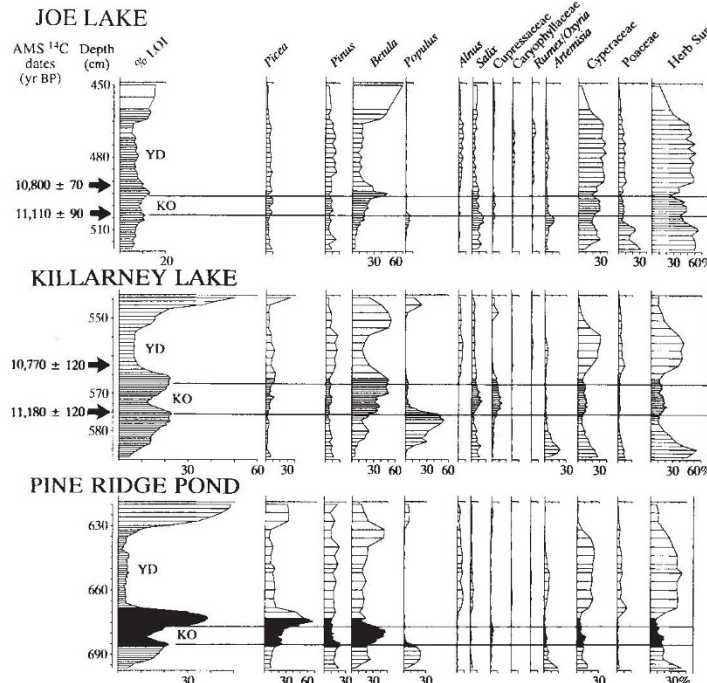 JOE LAKE
AMS ¹⁴C dates (yr BP)
Depth (cm)
% LOI
Picea
Pinus
Betula
Populus
Alnus
Salix
Cupressaceae
Caryophyllaceae
Rumex/Oxyria
Artemisia
Cyperaceae
Poaceae
Herb Sum
450
480
510
YD
KO
10,800 ± 70
11,110 ± 90
20
30
30 60
30
30
30
30
30 60%
KILLARNEY LAKE
550
570
580
YD
KO
10,770 ± 120
11,180 ± 120
30
60
30
30 60
30
30
30
30 60%
PINE RIDGE POND
630
660
690
YD
KO
30
30 60
30
30
30
30
30%